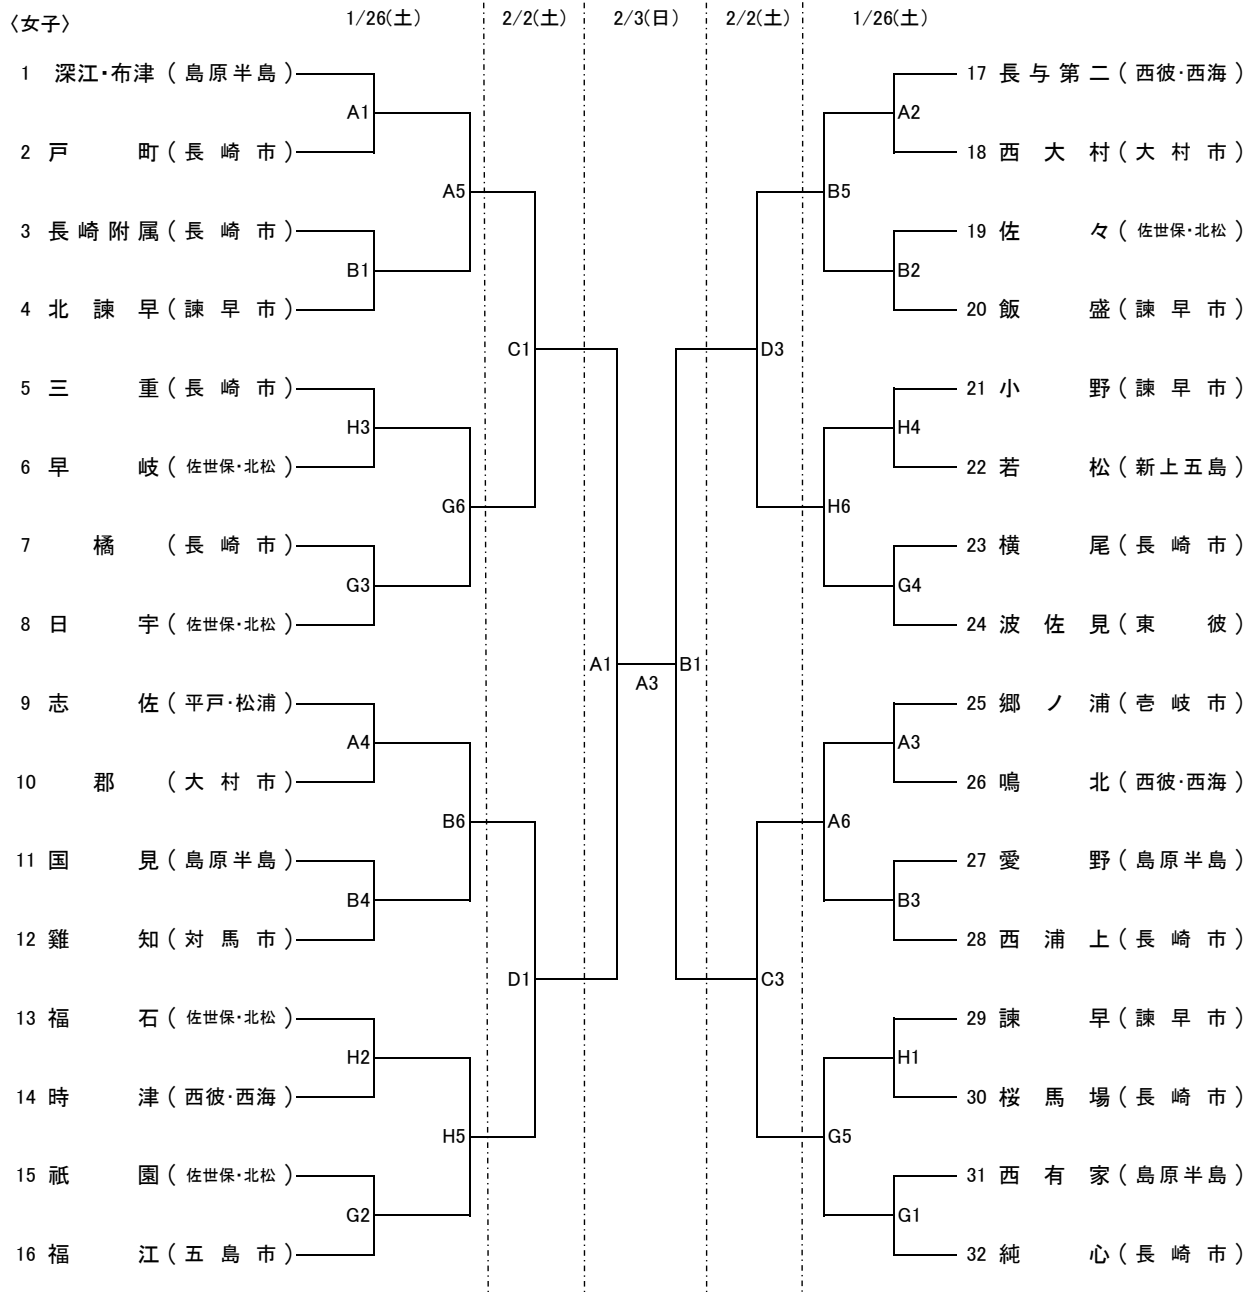 〈女子〉
1/26(土) 2/2(土) 2/3(日) 2/2(土) 1/26(土)
1 深江・布津 ( 島原半島 )
17 長与第二 ( 西彼・西海 )
A1
A2
2 戸町 ( 長崎市 )
18 西大村 ( 大村市 )
A5
B5
3 長崎附属 ( 長崎市 )
19 佐々 ( 佐世保・北松 )
B1
B2
4 北諫早 ( 諫早市 )
20 飯盛 ( 諫早市 )
C1
D3
5 三重 ( 長崎市 )
21 小野 ( 諫早市 )
H3
H4
6 早岐 ( 佐世保・北松 )
22 若松 ( 新上五島 )
G6
H6
7 橘 ( 長崎市 )
23 横尾 ( 長崎市 )
G3
G4
8 日宇 ( 佐世保・北松 )
24 波佐見 ( 東彼 )
A1
B1
A3
9 志佐 ( 平戸・松浦 )
25 郷ノ浦 ( 壱岐市 )
A4
A3
10 郡 ( 大村市 )
26 鳴北 ( 西彼・西海 )
B6
A6
11 国見 ( 島原半島 )
27 愛野 ( 島原半島 )
B4
B3
12 雞知 ( 対馬市 )
28 西浦上 ( 長崎市 )
D1
C3
13 福石 ( 佐世保・北松 )
29 諫早 ( 諫早市 )
H2
H1
14 時津 ( 西彼・西海 )
30 桜馬場 ( 長崎市 )
H5
G5
15 祇園 ( 佐世保・北松 )
31 西有家 ( 島原半島 )
G2
G1
16 福江 ( 五島市 )
32 純心 ( 長崎市 )